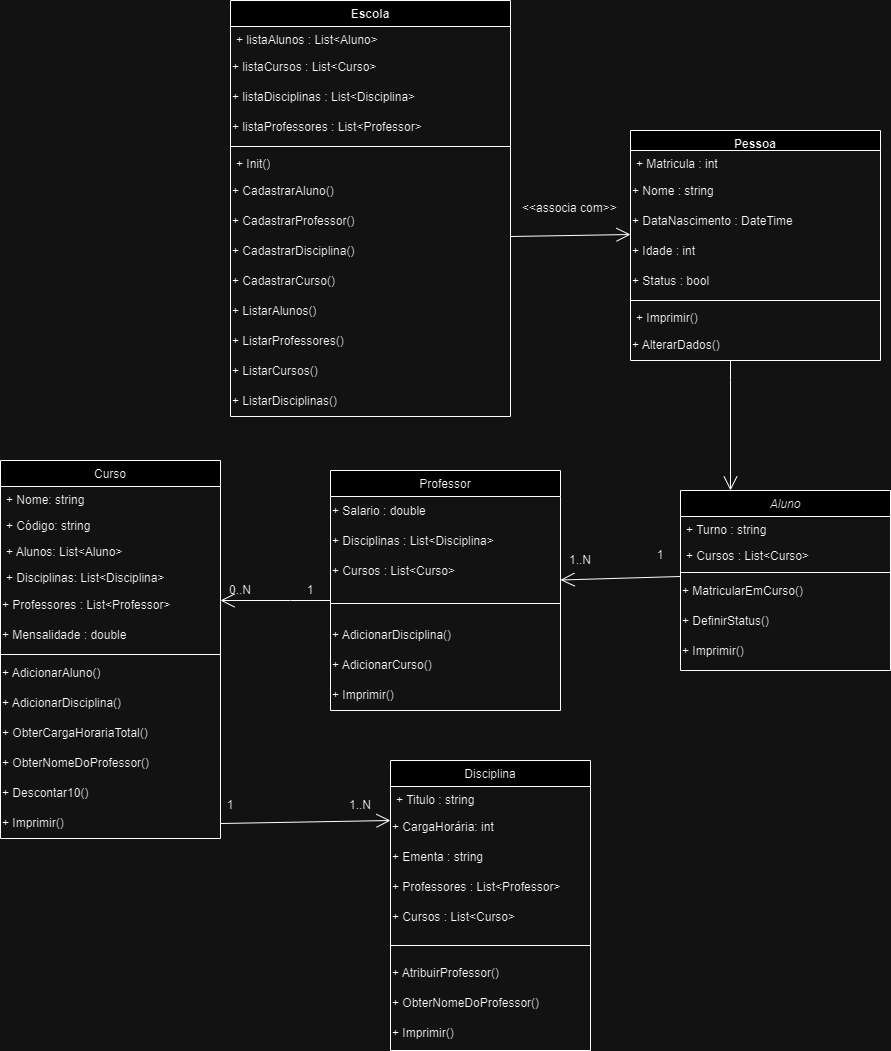 Escola
+ listaAlunos : List<Aluno>
+ listaCursos : List<Curso>
+ listaDisciplinas : List<Disciplina>
+ listaProfessores : List<Professor>
+ Init()
+ CadastrarAluno()
+ CadastrarProfessor()
+ CadastrarDisciplina()
+ CadastrarCurso()
+ ListarAlunos()
+ ListarProfessores()
+ ListarCursos()
+ ListarDisciplinas()
<<associa com>>
Pessoa
+ Matricula : int
+ Nome : string
+ DataNascimento : DateTime
+ Idade : int
+ Status : bool
+ Imprimir()
+ AlterarDados()
Curso
+ Nome: string
+ Código: string
+ Alunos: List<Aluno>
+ Disciplinas: List<Disciplina>
+ Professores : List<Professor>
+ Mensalidade : double
+ AdicionarAluno()
+ AdicionarDisciplina()
+ ObterCargaHorariaTotal()
+ ObterNomeDoProfessor()
+ Descontar10()
+ Imprimir()
0..N
1
Professor
+ Salario : double
+ Disciplinas : List<Disciplina>
+ Cursos : List<Curso>
+ AdicionarDisciplina()
+ AdicionarCurso()
+ Imprimir()
1..N
1
Aluno
+ Turno : string
+ Cursos : List<Curso>
+ MatricularEmCurso()
+ DefinirStatus()
+ Imprimir()
1
1..N
Disciplina
+ Titulo : string
+ CargaHorária: int
+ Ementa : string
+ Professores : List<Professor>
+ Cursos : List<Curso>
+ AtribuirProfessor()
+ ObterNomeDoProfessor()
+ Imprimir()